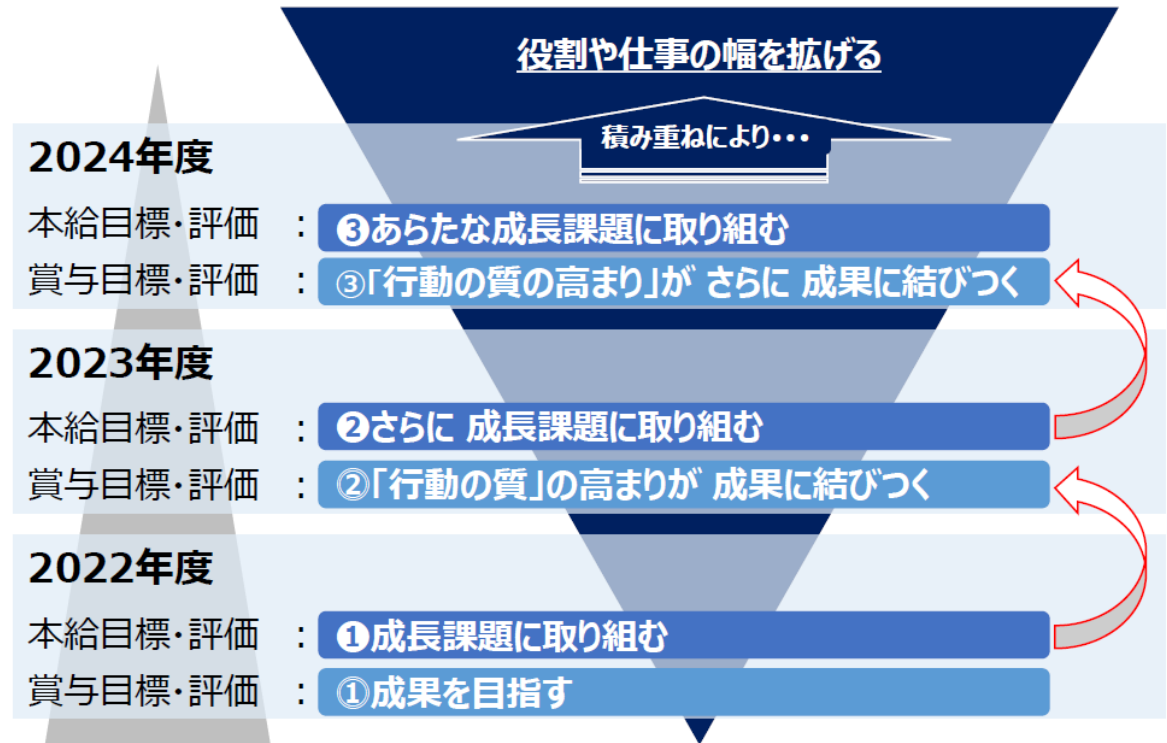 役割や仕事の幅を拡げる
積み重ねにより・・・
2024年度
本給目標・評価 : ❸あらたな成長課題に取り組む
賞与目標・評価 : ③「行動の質の高まり」が さらに 成果に結びつく
2023年度
本給目標・評価 : ❷さらに 成長課題に取り組む
賞与目標・評価 : ②「行動の質」の高まりが 成果に結びつく
2022年度
本給目標・評価 : ❶成長課題に取り組む
賞与目標・評価 : ①成果を目指す